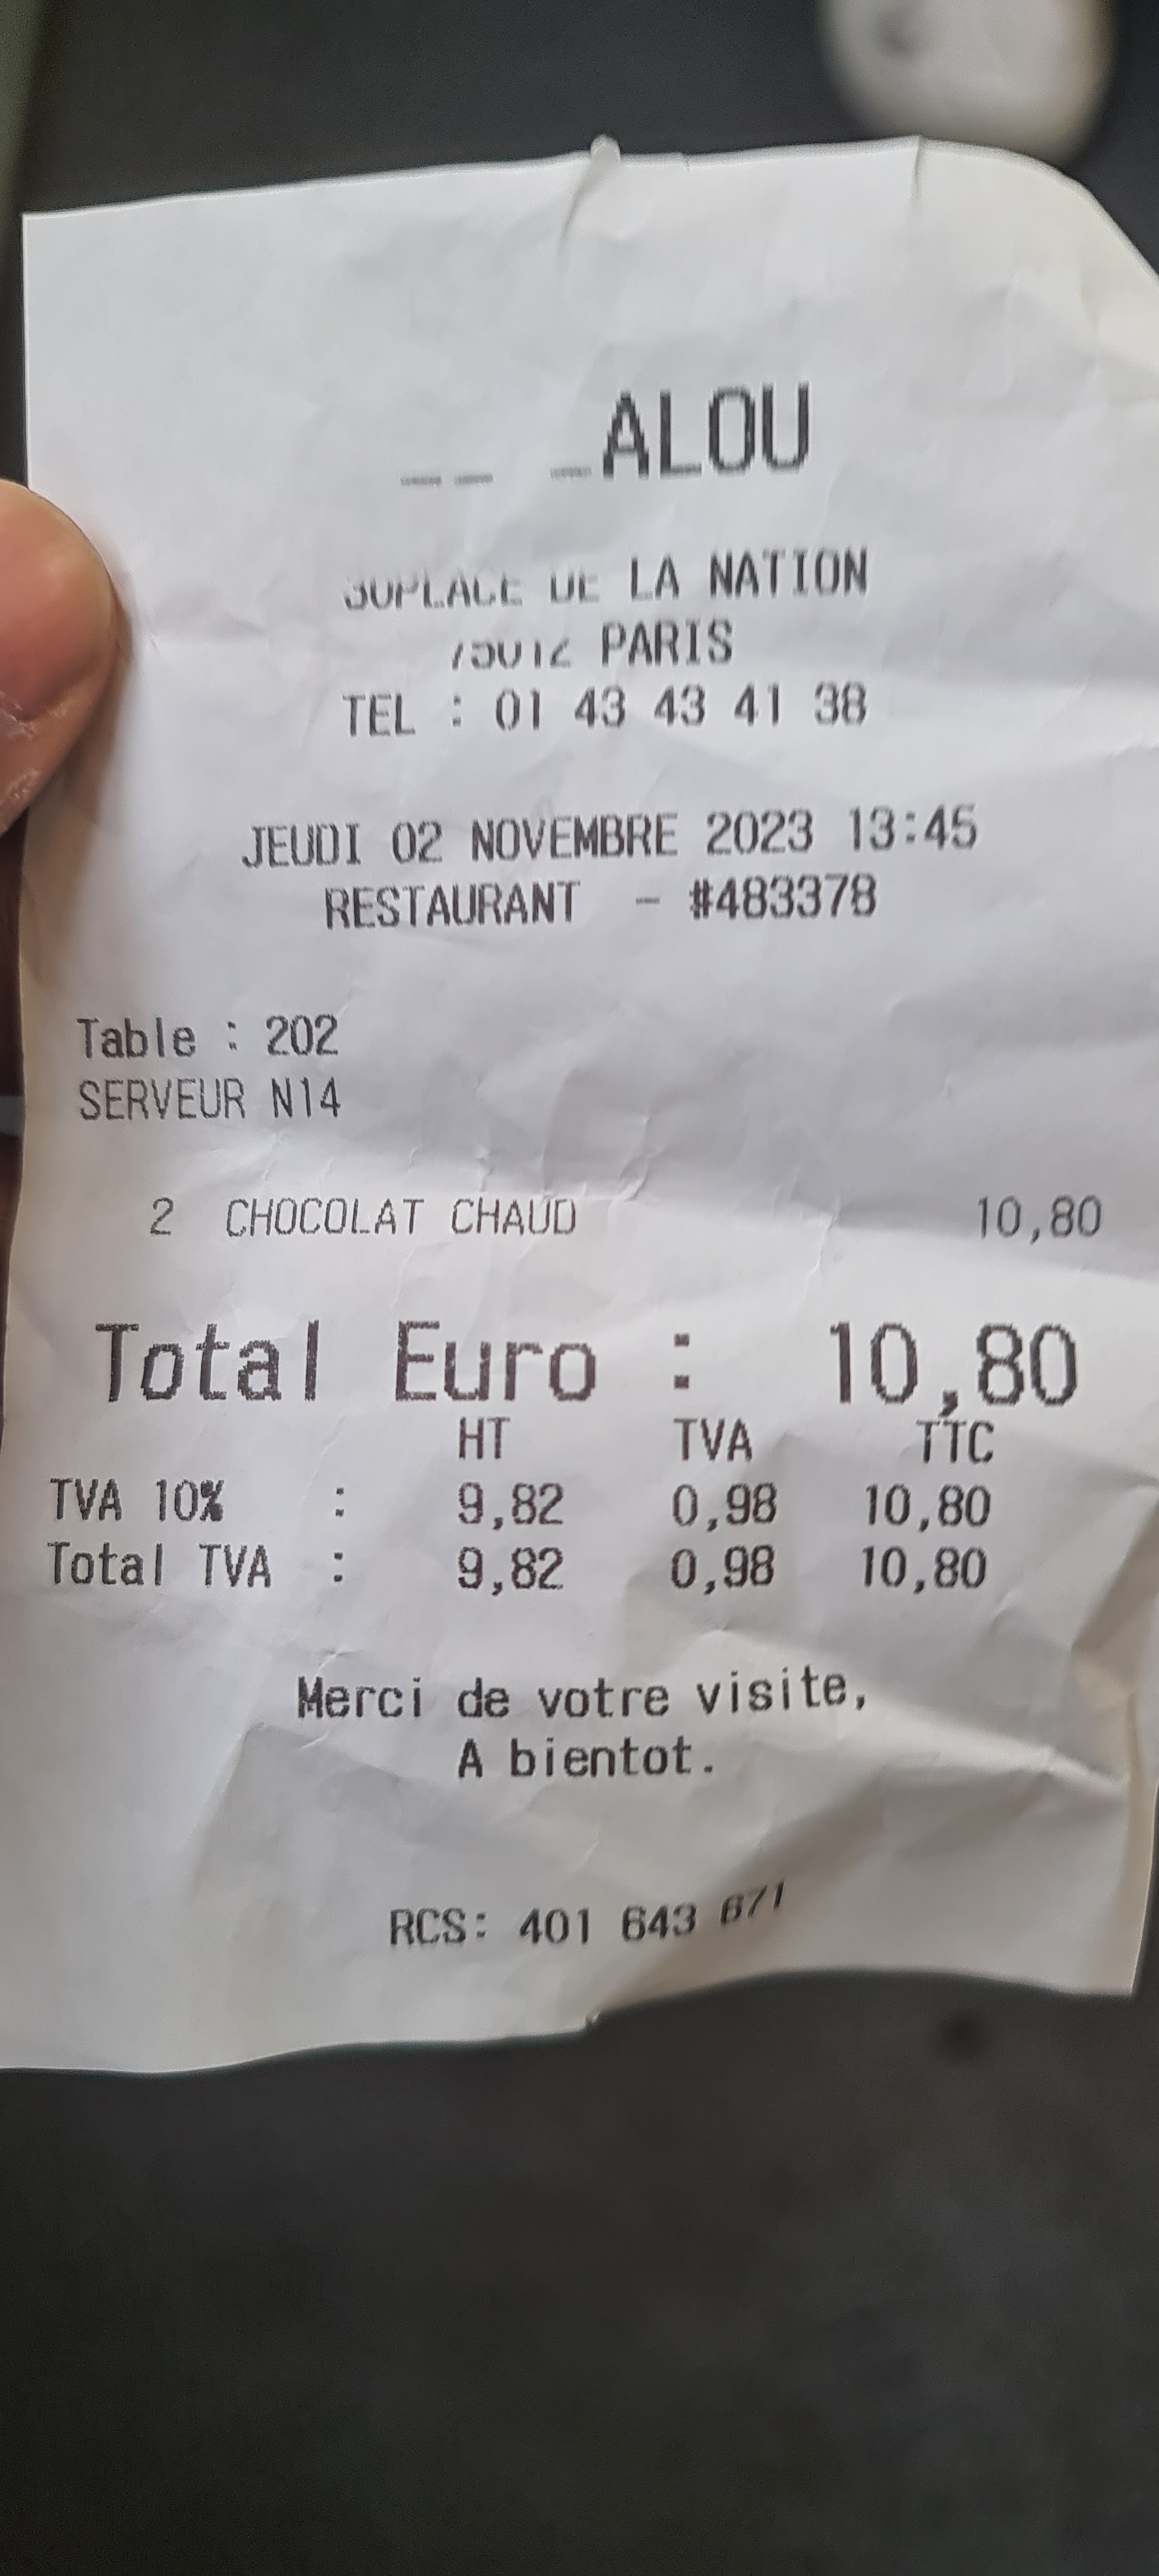 ALOU
PLACE DE LA NATION
75012 PARIS
TEL : 01 43 43 41 38
JEUDI 02 NOVEMBRE 2023 13:45
RESTAURANT - #483378
Table : 202
SERVEUR N14
2 CHOCOLAT CHAUD 10,80
Total Euro : 10,80
HT TVA TTC
TVA 10% : 9,82 0,98 10,80
Total TVA : 9,82 0,98 10,80
Merci de votre visite,
A bientot.
RCS: 401 643 671